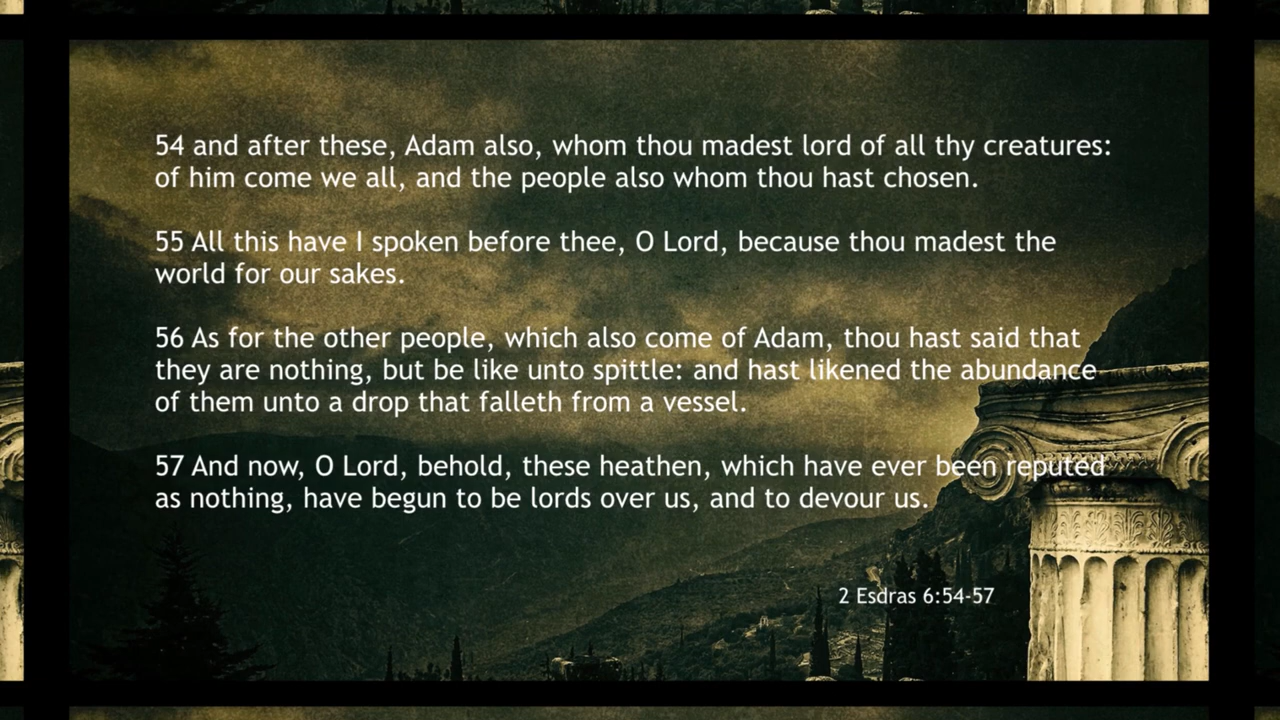 54 and after these, Adam also, whom thou madest lord of all thy creatures:
of him come we all, and the people also whom thou hast chosen.
55 All this have I spoken before thee, O Lord, because thou madest the
world for our sakes.
56 As for the other people, which also come of Adam, thou hast said that
they are nothing, but be like unto spittle: and hast likened the abundance
of them unto a drop that falleth from a vessel.
57 And now, O Lord, behold, these heathen, which have ever been reputed
as nothing, have begun to be lords over us, and to devour us.
2 Esdras 6:54-57